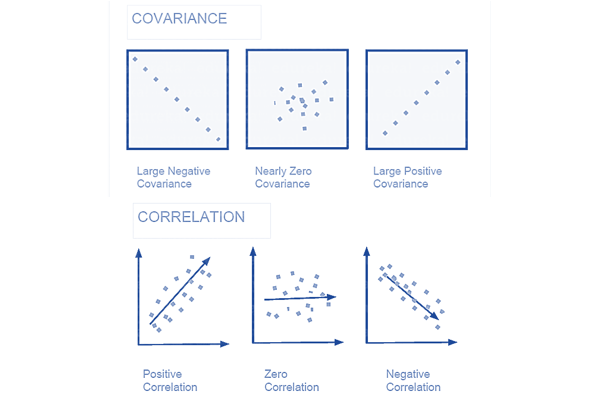 COVARIANCE
Large Negative
Covariance
Nearly Zero
Covariance
Large Positive
Covariance
CORRELATION
Positive
Correlation
Zero
Correlation
Negative
Correlation